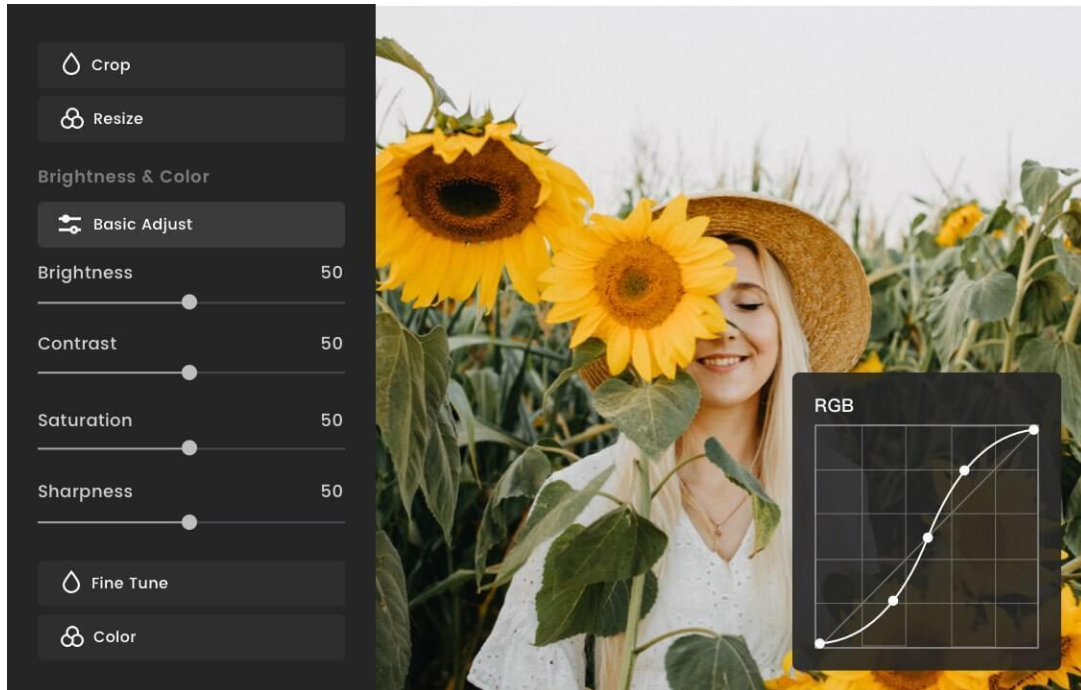 Crop
Resize
Brightness & Color
Basic Adjust
Brightness 50
Contrast 50
Saturation 50
Sharpness 50
Fine Tune
Color
RGB